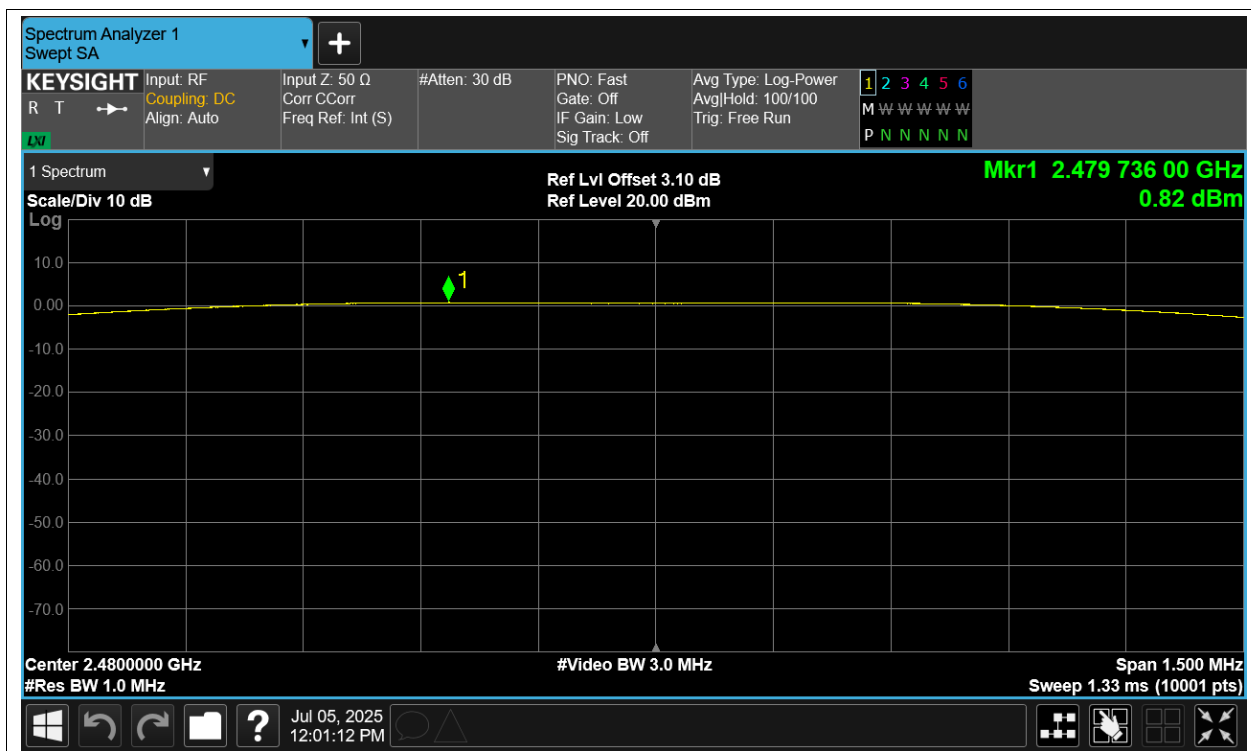 Spectrum Analyzer 1
Swept SA
KEYSIGHT
R T
LXI
Input: RF
Coupling: DC
Align: Auto
Input Z: 50 Ω
Corr CCorr
Freq Ref: Int (S)
#Atten: 30 dB
PNO: Fast
Gate: Off
IF Gain: Low
Sig Track: Off
Avg Type: Log-Power
Avg|Hold: 100/100
Trig: Free Run
1 2 3 4 5 6
M W W W W W
P N N N N N
1 Spectrum
Scale/Div 10 dB
Log
Ref Lvl Offset 3.10 dB
Ref Level 20.00 dBm
Mkr1 2.479 736 00 GHz
0.82 dBm
1
10.0
0.00
-10.0
-20.0
-30.0
-40.0
-50.0
-60.0
-70.0
Center 2.4800000 GHz
#Res BW 1.0 MHz
#Video BW 3.0 MHz
Span 1.500 MHz
Sweep 1.33 ms (10001 pts)
?
Jul 05, 2025
12:01:12 PM